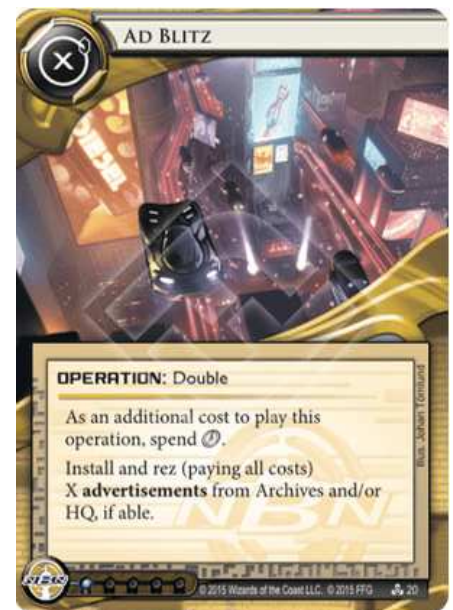 X
AD BLITZ
OPERATION: Double
As an additional cost to play this
operation, spend
Install and rez (paying all costs)
X advertisements from Archives and/or
HQ, if able.
NBN
Illus. Johan Törnlund
NBN
© 2015 Wizards of the Coast LLC. © 2015 FFG
20